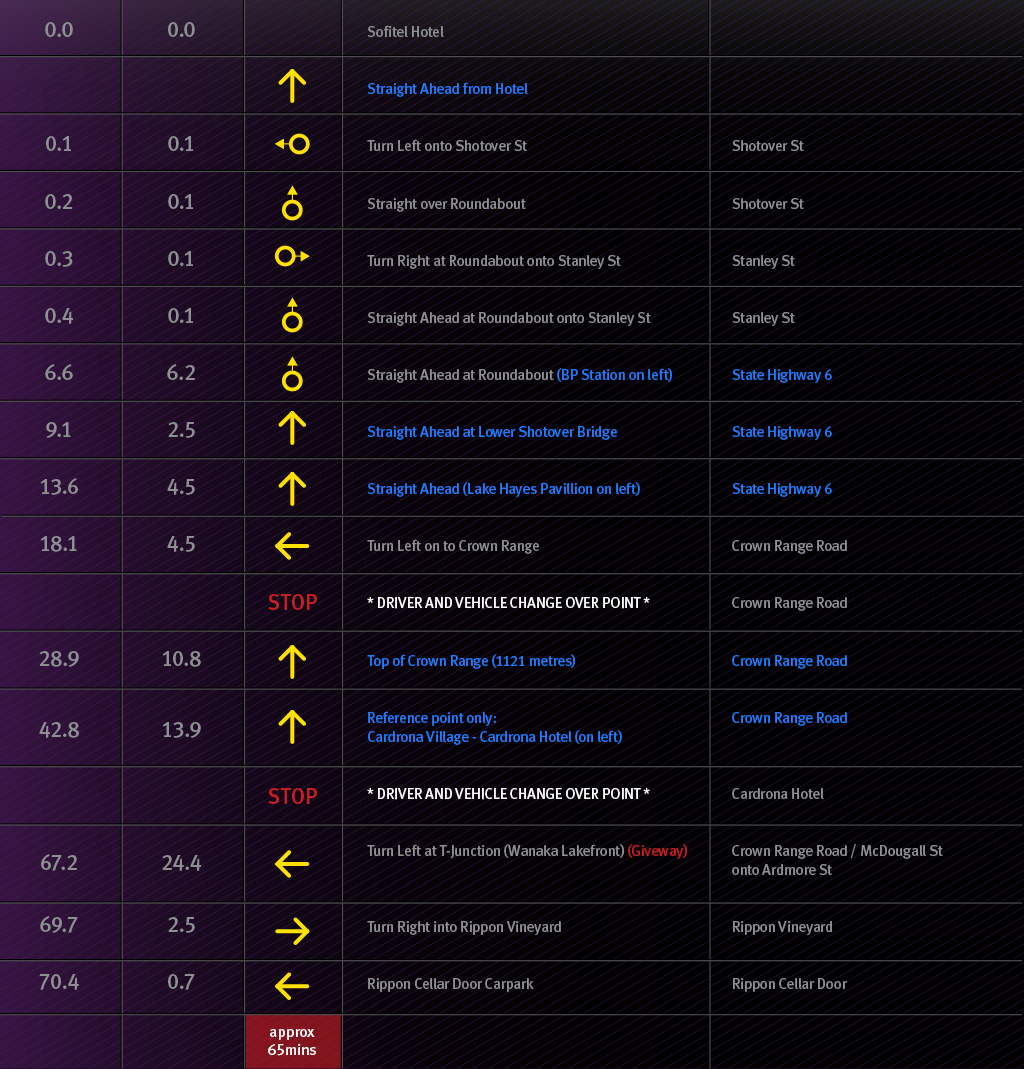 0.0 0.0 Sofitel Hotel
Straight Ahead from Hotel
0.1 0.1 Turn Left onto Shotover St Shotover St
0.2 0.1 Straight over Roundabout Shotover St
0.3 0.1 Turn Right at Roundabout onto Stanley St Stanley St
0.4 0.1 Straight Ahead at Roundabout onto Stanley St Stanley St
6.6 6.2 Straight Ahead at Roundabout (BP Station on left) State Highway 6
9.1 2.5 Straight Ahead at Lower Shotover Bridge State Highway 6
13.6 4.5 Straight Ahead (Lake Hayes Pavillion on left) State Highway 6
18.1 4.5 Turn Left on to Crown Range Crown Range Road
STOP * DRIVER AND VEHICLE CHANGE OVER POINT * Crown Range Road
28.9 10.8 Top of Crown Range (1121 metres) Crown Range Road
42.8 13.9 Reference point only: Crown Range Road
Cardrona Village - Cardrona Hotel (on left)
STOP * DRIVER AND VEHICLE CHANGE OVER POINT * Cardrona Hotel
67.2 24.4 Turn Left at T-Junction (Wanaka Lakefront) (Giveway) Crown Range Road / McDougall St
onto Ardmore St
69.7 2.5 Turn Right into Rippon Vineyard Rippon Vineyard
70.4 0.7 Rippon Cellar Door Carpark Rippon Cellar Door
approx
65mins